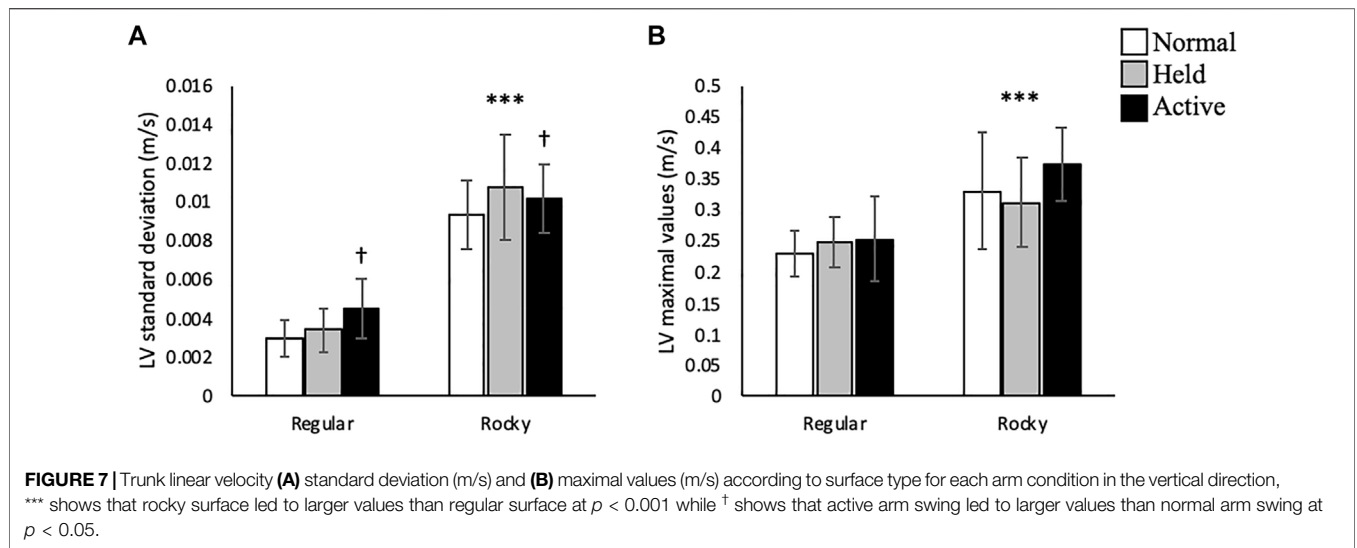 A
B
Normal
Held
Active
LV standard deviation (m/s)
0.016
0.014
0.012
0.01
0.008
0.006
0.004
0.002
0
***
†
†
Regular
Rocky
LV maximal values (m/s)
0.5
0.45
0.4
0.35
0.3
0.25
0.2
0.15
0.1
0.05
0
***
Regular
Rocky
FIGURE 7 | Trunk linear velocity (A) standard deviation (m/s) and (B) maximal values (m/s) according to surface type for each arm condition in the vertical direction,
*** shows that rocky surface led to larger values than regular surface at p < 0.001 while † shows that active arm swing led to larger values than normal arm swing at
p < 0.05.